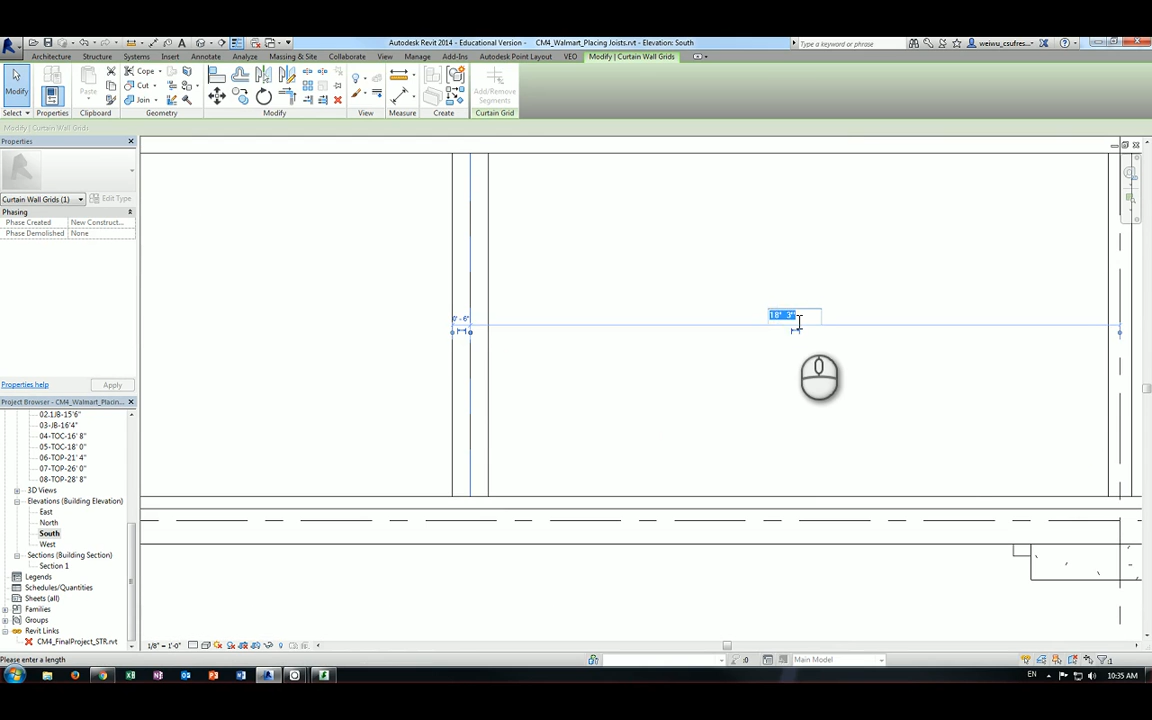 Autodesk Revit 2014 - Educational Version - CM4_Walmart_Placing Joists.rvt - Elevation: South
Type a keyword or phrase
weiwu_csufres...
Architecture Structure Systems Insert Annotate Analyze Massing & Site Collaborate View Manage Add-Ins Autodesk Point Layout VEO Modify | Curtain Wall Grids
Modify
Paste
Cope
Cut
Join
Add/Remove
Segments
Select Properties Clipboard Geometry Modify View Measure Create Curtain Grid
Modify | Curtain Wall Grids
Properties
Curtain Wall Grids (1) Edit Type
Phasing
Phase Created New Construct...
Phase Demolished None
0' - 6"
18' 3"
Properties help Apply
Project Browser - CM4_Walmart_Placin...
02.1JB-15'6"
03-JB-16'4"
04-TOC-16' 8"
05-TOC-18' 0"
06-TOP-21' 4"
07-TOP-26' 0"
08-TOP-28' 8"
3D Views
Elevations (Building Elevation)
East
North
South
West
Sections (Building Section)
Section 1
Legends
Schedules/Quantities
Sheets (all)
Families
Groups
Revit Links
CM4_FinalProject_STR.rvt
1/8" = 1'-0"
Please enter a length
:0
Main Model
:1
EN
10:35 AM